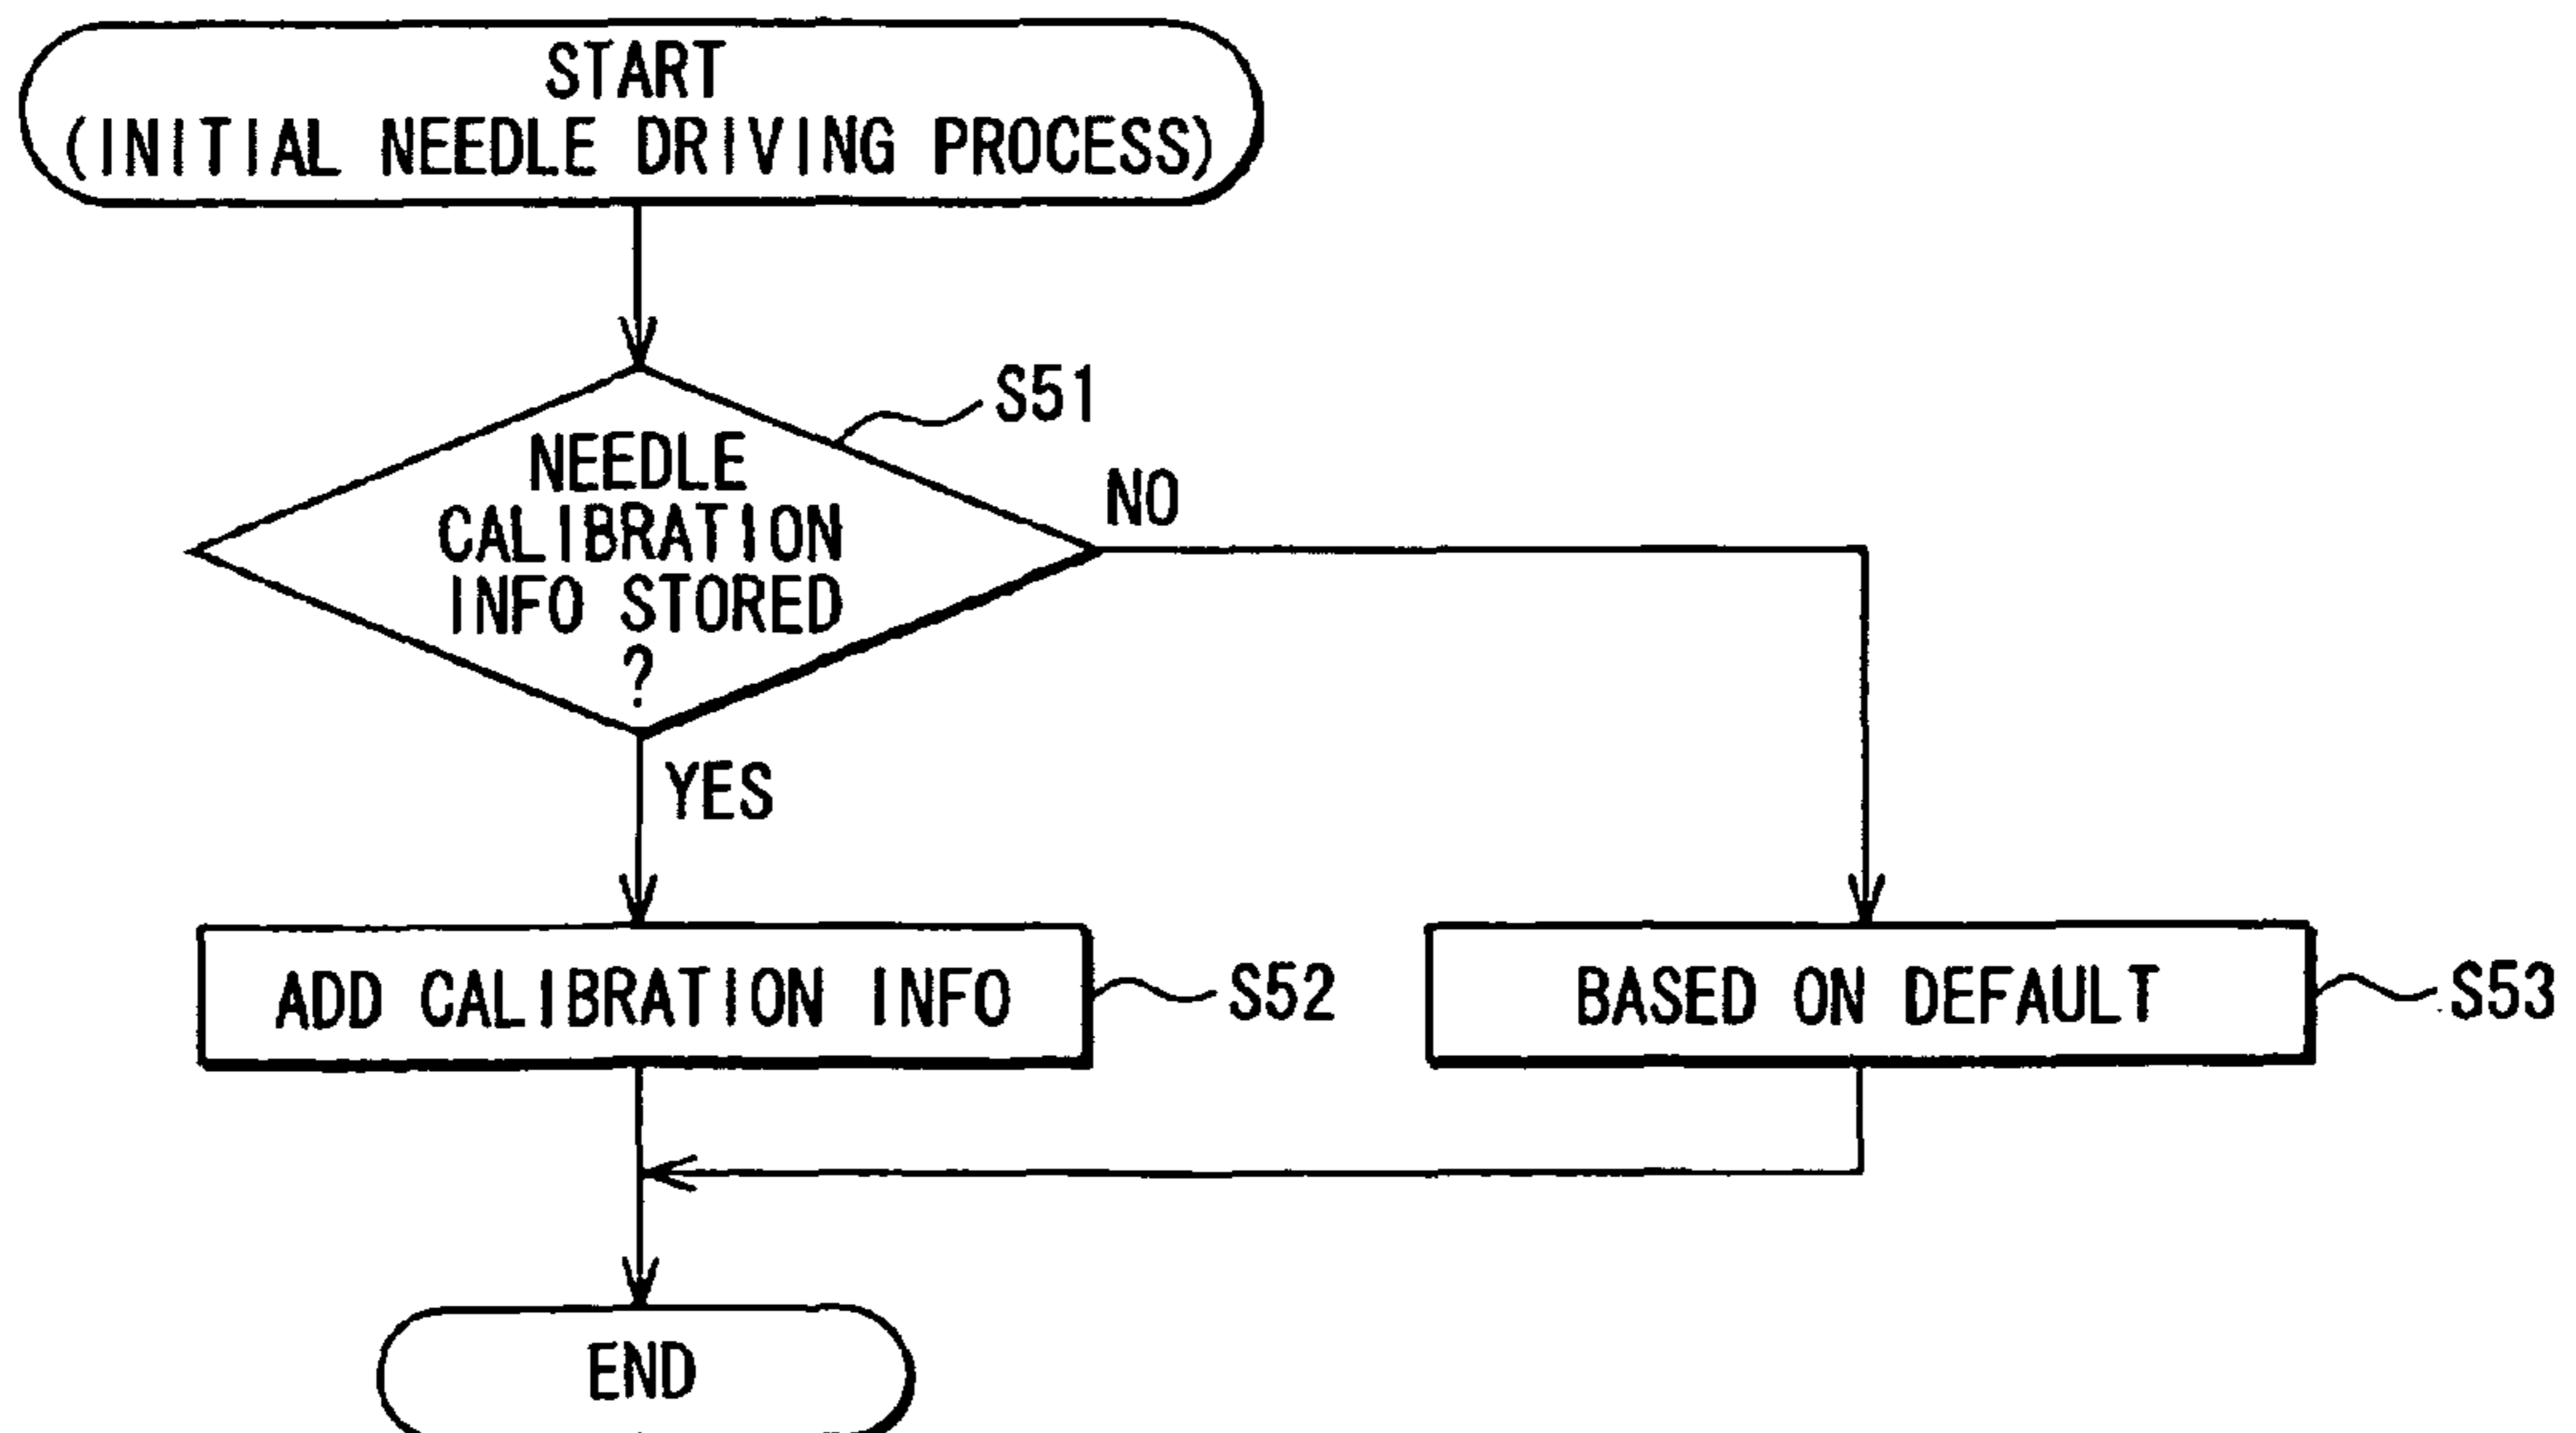 START
(INITIAL NEEDLE DRIVING PROCESS)
S51
NEEDLE
CALIBRATION
INFO STORED
?
NO
YES
ADD CALIBRATION INFO
S52
BASED ON DEFAULT
S53
END